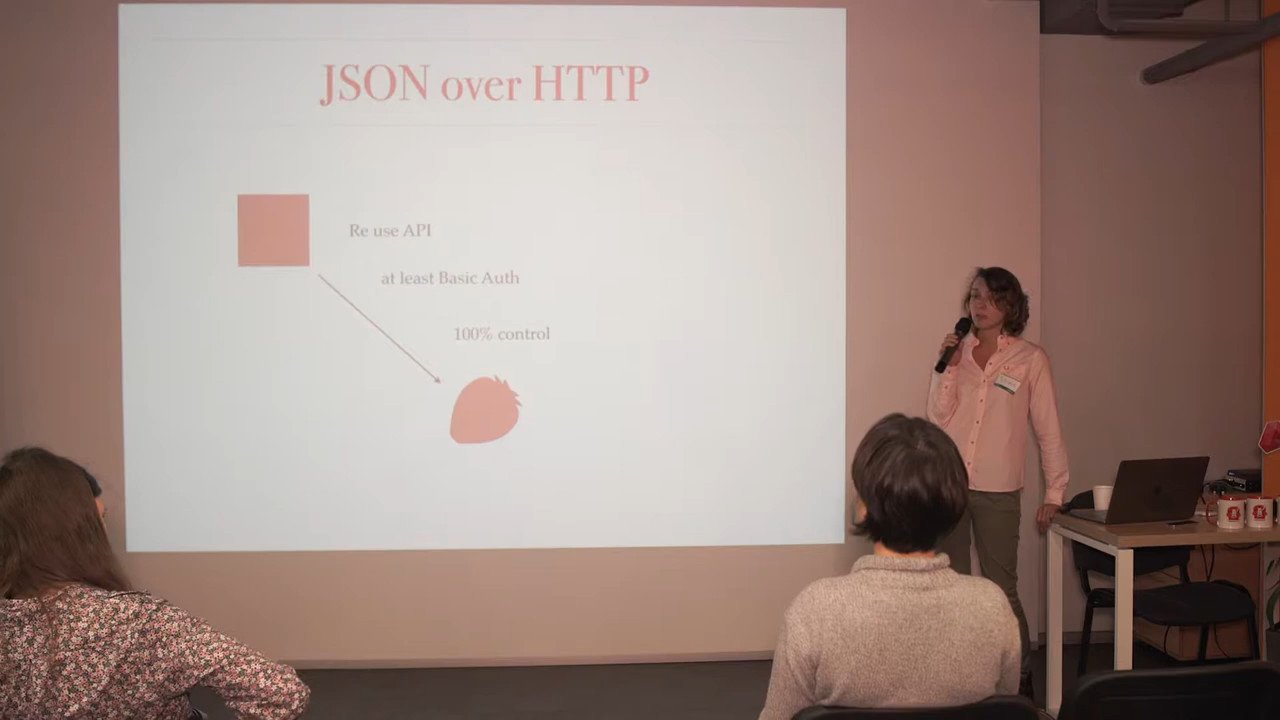 JSON over HTTP
Re use API
at least Basic Auth
100% control